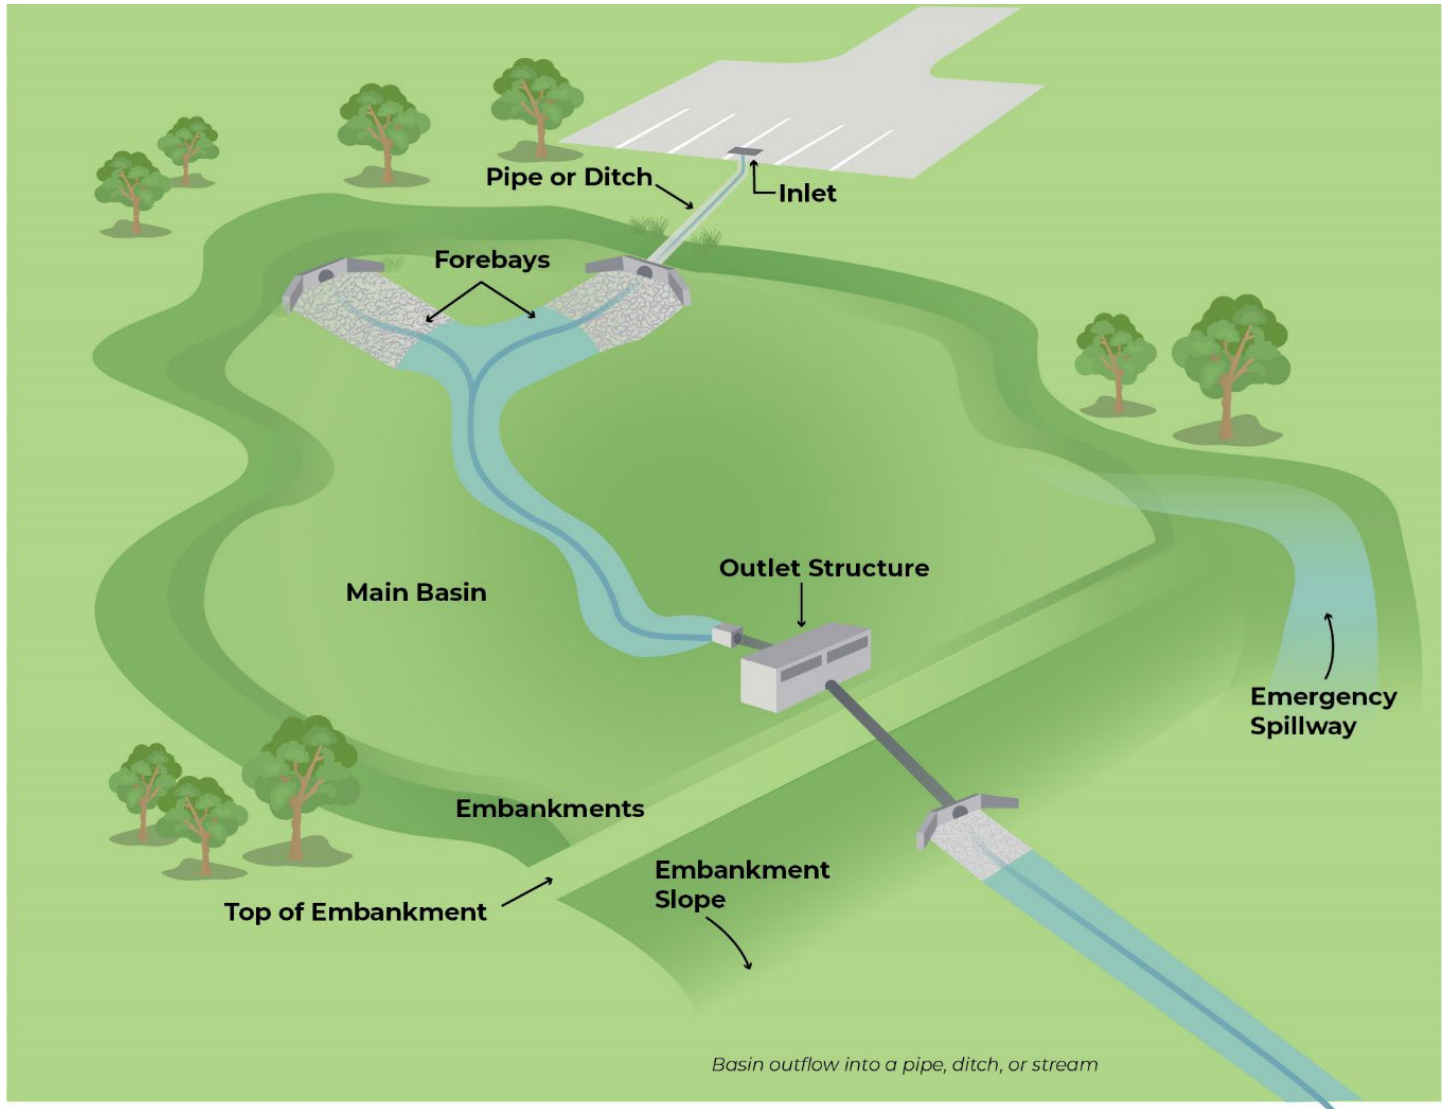 Pipe or Ditch
Inlet
Forebays
Outlet Structure
Main Basin
Emergency
Spillway
Embankments
Embankment
Slope
Top of Embankment
Basin outflow into a pipe, ditch, or stream